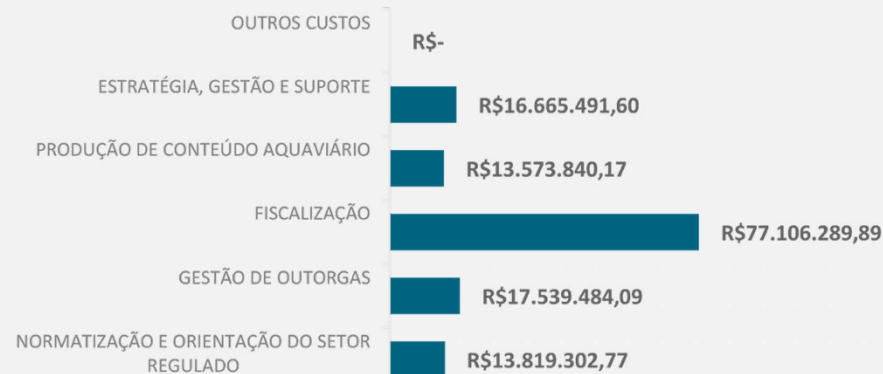 OUTROS CUSTOS
R$-
ESTRATÉGIA, GESTÃO E SUPORTE
R$16.665.491,60
PRODUÇÃO DE CONTEÚDO AQUAVIÁRIO
R$13.573.840,17
FISCALIZAÇÃO
R$77.106.289,89
GESTÃO DE OUTORGAS
R$17.539.484,09
NORMATIZAÇÃO E ORIENTAÇÃO DO SETOR
REGULADO
R$13.819.302,77